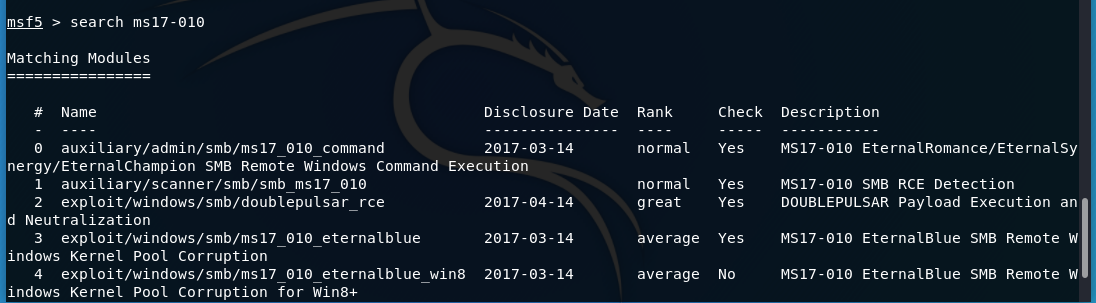 msf5 > search ms17-010
Matching Modules
================
#  Name                                      Disclosure Date  Rank     Check  Description
-  ----                                      ---------------  ----     -----  -----------
0  auxiliary/admin/smb/ms17_010_command      2017-03-14       normal   Yes    MS17-010 EternalRomance/EternalSy
nergy/EternalChampion SMB Remote Windows Command Execution
1  auxiliary/scanner/smb/smb_ms17_010                         normal   Yes    MS17-010 SMB RCE Detection
2  exploit/windows/smb/doublepulsar_rce      2017-04-14       great    Yes    DOUBLEPULSAR Payload Execution an
d Neutralization
3  exploit/windows/smb/ms17_010_eternalblue  2017-03-14       average  Yes    MS17-010 EternalBlue SMB Remote W
indows Kernel Pool Corruption
4  exploit/windows/smb/ms17_010_eternalblue_win8  2017-03-14  average  No     MS17-010 EternalBlue SMB Remote W
indows Kernel Pool Corruption for Win8+